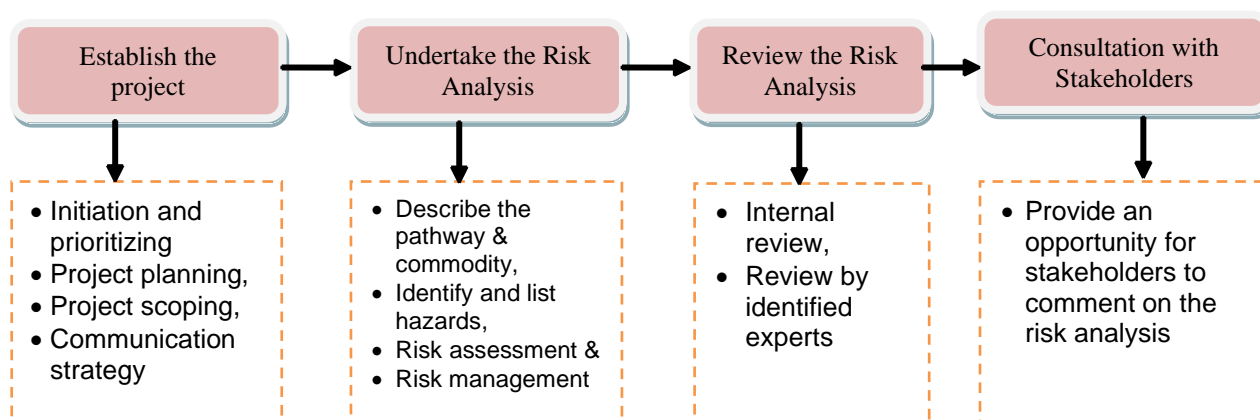 Establish the
project
Undertake the Risk
Analysis
Review the Risk
Analysis
Consultation with
Stakeholders
• Initiation and
prioritizing
• Project planning,
• Project scoping,
• Communication
strategy
• Describe the
pathway &
commodity,
• Identify and list
hazards,
• Risk assessment &
• Risk management
• Internal
review,
• Review by
identified
experts
• Provide an
opportunity for
stakeholders to
comment on the
risk analysis